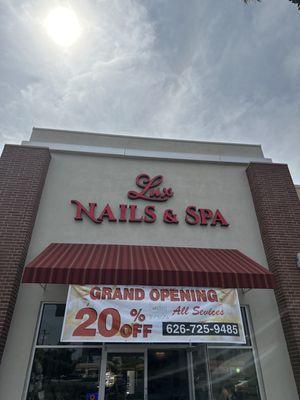 Lux
NAILS & SPA
GRAND OPENING
20% OFF
All Sevices
626-725-9485